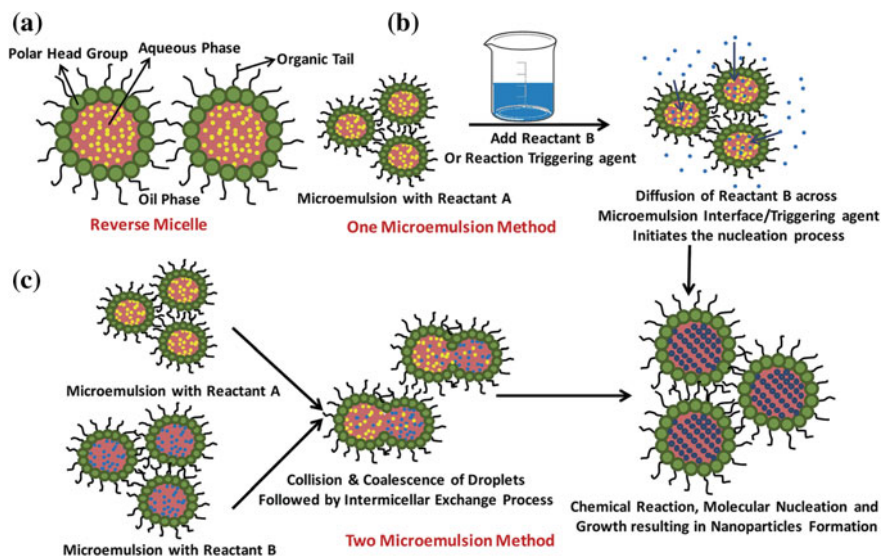 (a)
Polar Head Group
Aqueous Phase
Organic Tail
Oil Phase
Reverse Micelle
(b)
Microemulsion with Reactant A
Add Reactant B
Or Reaction Triggering agent
One Microemulsion Method
Diffusion of Reactant B across
Microemulsion Interface/Triggering agent
Initiates the nucleation process
(c)
Microemulsion with Reactant A
Microemulsion with Reactant B
Collision & Coalescence of Droplets
Followed by Intermicellar Exchange Process
Two Microemulsion Method
Chemical Reaction, Molecular Nucleation and
Growth resulting in Nanoparticles Formation